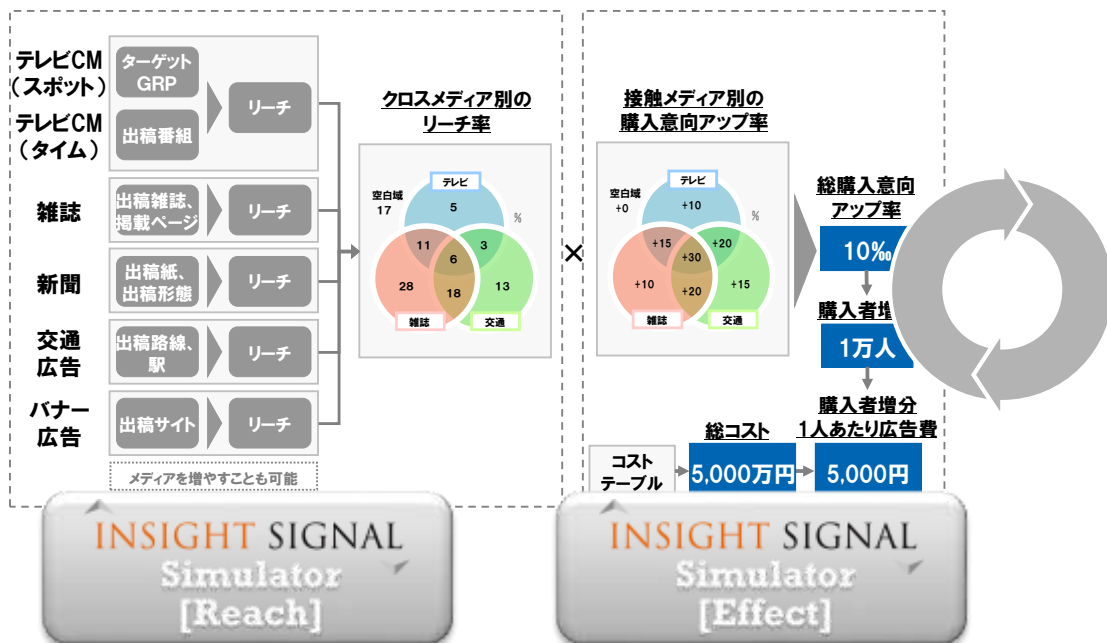 テレビCM
（スポット）
ターゲット
GRP
リーチ
テレビCM
（タイム）
出稿番組
雑誌
出稿雑誌、
掲載ページ
リーチ
新聞
出稿紙、
出稿形態
リーチ
交通
広告
出稿路線、
駅
リーチ
バナー
広告
出稿サイト
リーチ
メディアを増やすことも可能
クロスメディア別の
リーチ率
テレビ
空白域
17
5
%
11
3
6
28
18
13
雑誌
交通
×
接触メディア別の
購入意向アップ率
テレビ
空白域
+0
+10
%
+15
+20
+30
+10
+20
+15
雑誌
交通
総購入意向
アップ率
10‰
購入者増
1万人
購入者増分
1人あたり広告費
5,000円
総コスト
5,000万円
コスト
テーブル
INSIGHT SIGNAL
Simulator
[Reach]
INSIGHT SIGNAL
Simulator
[Effect]